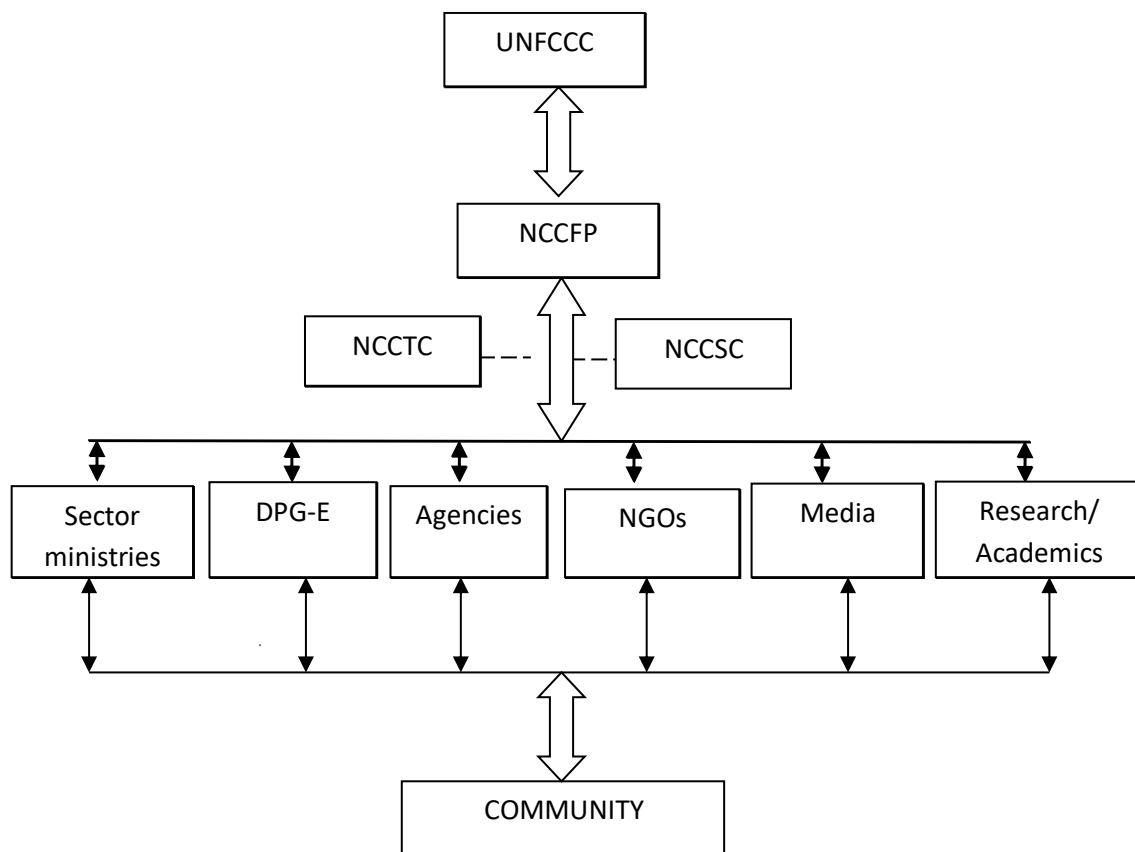 UNFCCC
NCCFP
NCCTC
NCCSC
Sector
ministries
DPG-E
Agencies
NGOs
Media
Research/
Academics
COMMUNITY